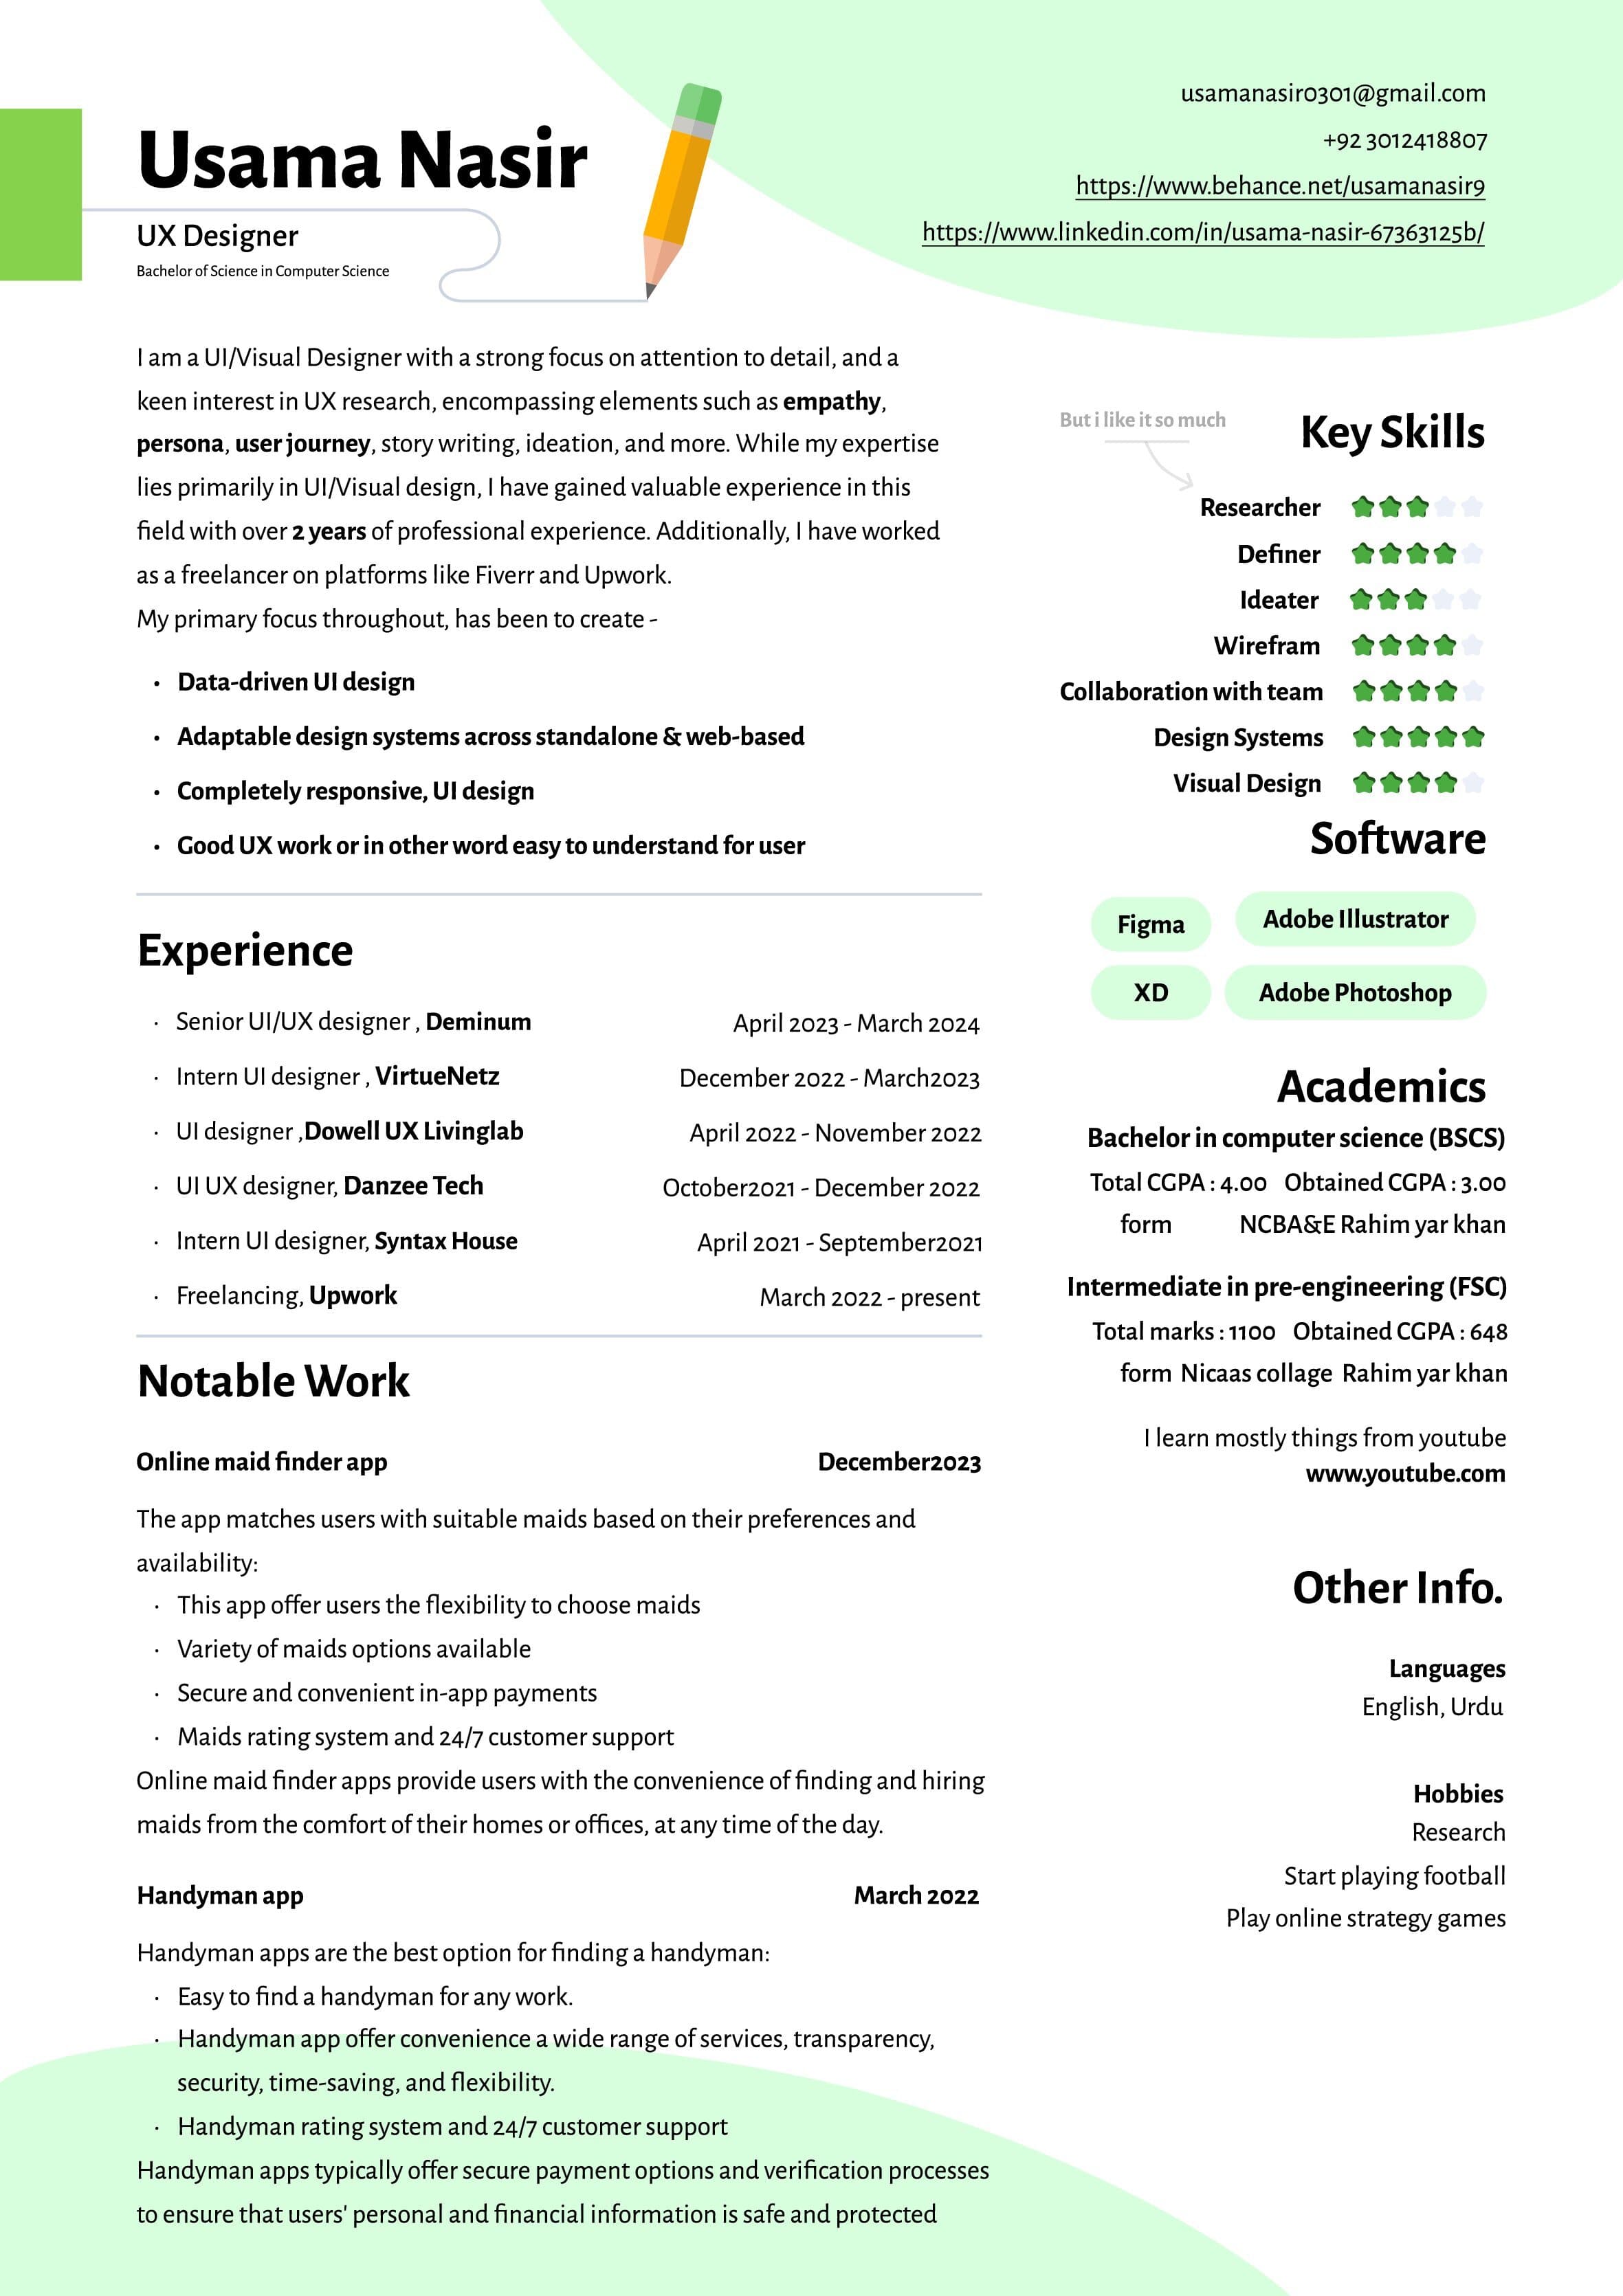 Usama Nasir
UX Designer
Bachelor of Science in Computer Science
usamanasir0301@gmail.com
+92 3012418807
https://www.behance.net/usamanasir9
https://www.linkedin.com/in/usama-nasir-67363125b/
I am a UI/Visual Designer with a strong focus on attention to detail, and a
keen interest in UX research, encompassing elements such as empathy,
persona, user journey, story writing, ideation, and more. While my expertise
lies primarily in UI/Visual design, I have gained valuable experience in this
field with over 2 years of professional experience. Additionally, I have worked
as a freelancer on platforms like Fiverr and Upwork.
My primary focus throughout, has been to create -
• Data-driven UI design
• Adaptable design systems across standalone & web-based
• Completely responsive, UI design
• Good UX work or in other word easy to understand for user
Experience
· Senior UI/UX designer , Deminum April 2023 - March 2024
· Intern UI designer , VirtueNetz December 2022 - March2023
· UI designer ,Dowell UX Livinglab April 2022 - November 2022
· UI UX designer, Danzee Tech October2021 - December 2022
· Intern UI designer, Syntax House April 2021 - September2021
· Freelancing, Upwork March 2022 - present
Notable Work
Online maid finder app December2023
The app matches users with suitable maids based on their preferences and
availability:
· This app offer users the flexibility to choose maids
· Variety of maids options available
· Secure and convenient in-app payments
· Maids rating system and 24/7 customer support
Online maid finder apps provide users with the convenience of finding and hiring
maids from the comfort of their homes or offices, at any time of the day.
Handyman app March 2022
Handyman apps are the best option for finding a handyman:
· Easy to find a handyman for any work.
· Handyman app offer convenience a wide range of services, transparency,
security, time-saving, and flexibility.
· Handyman rating system and 24/7 customer support
Handyman apps typically offer secure payment options and verification processes
to ensure that users' personal and financial information is safe and protected
But i like it so much
Key Skills
Researcher
Definer
Ideater
Wirefram
Collaboration with team
Design Systems
Visual Design
Software
Figma Adobe Illustrator
XD Adobe Photoshop
Academics
Bachelor in computer science (BSCS)
Total CGPA : 4.00 Obtained CGPA : 3.00
form NCBA&E Rahim yar khan
Intermediate in pre-engineering (FSC)
Total marks : 1100 Obtained CGPA : 648
form Nicaas collage Rahim yar khan
I learn mostly things from youtube
www.youtube.com
Other Info.
Languages
English, Urdu
Hobbies
Research
Start playing football
Play online strategy games